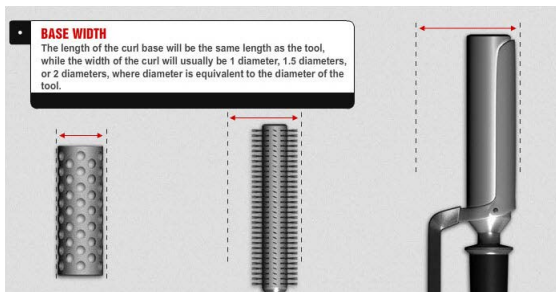 BASE WIDTH
The length of the curl base will be the same length as the tool,
while the width of the curl will usually be 1 diameter, 1.5 diameters,
or 2 diameters, where diameter is equivalent to the diameter of the
tool.